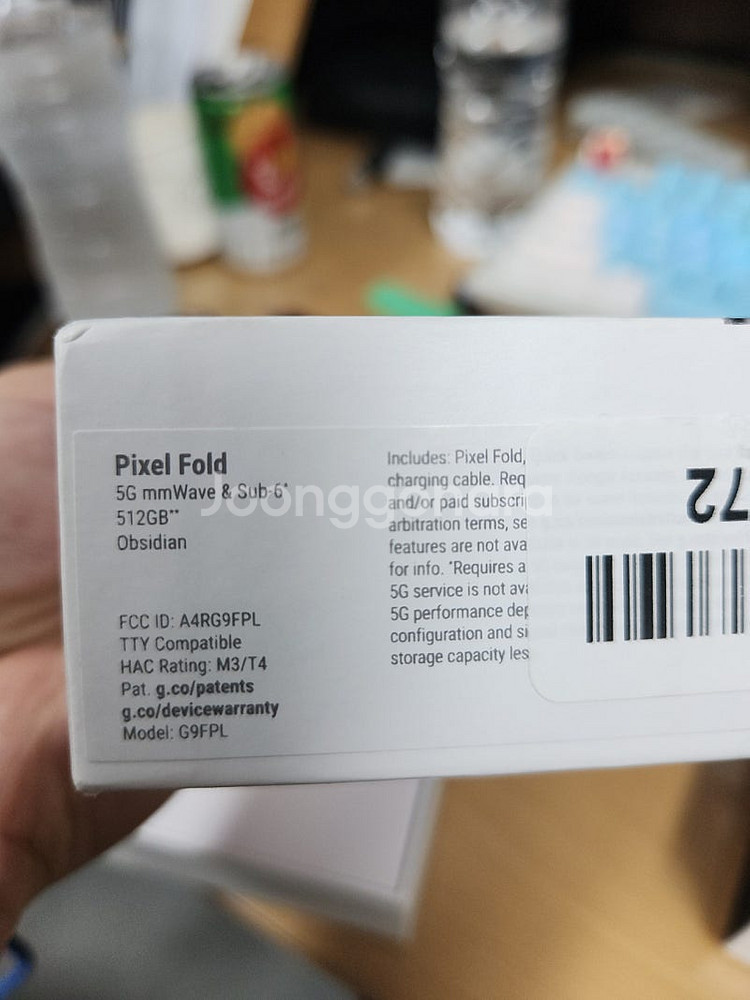 Pixel Fold
5G mmWave & Sub-6*
512GB**
Obsidian
FCC ID: A4RG9FPL
TTY Compatible
HAC Rating: M3/T4
Pat. g.co/patents
g.co/devicewarranty
Model: G9FPL
Includes: Pixel Fold,
charging cable. Req
and/or paid subscri
arbitration terms, se
features are not ava
for info. *Requires a
5G service is not ava
5G performance dep
configuration and si
storage capacity les
72
Joonggonara